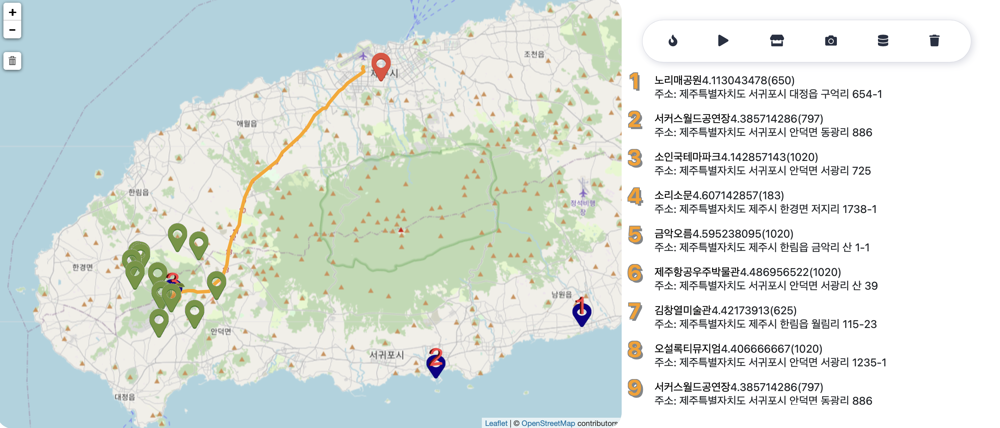 +
−
조천읍
제주시
애월읍
한림읍
정석비행
장
한경면
3
남원읍
1
안덕면
2
서귀포시
대정읍
Leaflet | © OpenStreetMap contributors
1
노리매공원4.113043478(650)
주소: 제주특별자치도 서귀포시 대정읍 구억리 654-1
2
서커스월드공연장4.385714286(797)
주소: 제주특별자치도 서귀포시 안덕면 동광리 886
3
소인국테마파크4.142857143(1020)
주소: 제주특별자치도 서귀포시 안덕면 서광리 725
4
소리소문4.607142857(183)
주소: 제주특별자치도 제주시 한경면 저지리 1738-1
5
금악오름4.595238095(1020)
주소: 제주특별자치도 제주시 한림읍 금악리 산 1-1
6
제주항공우주박물관4.486956522(1020)
주소: 제주특별자치도 서귀포시 안덕면 서광리 산 39
7
김창열미술관4.42173913(625)
주소: 제주특별자치도 제주시 한림읍 월림리 115-23
8
오설록티뮤지엄4.406666667(1020)
주소: 제주특별자치도 서귀포시 안덕면 서광리 1235-1
9
서커스월드공연장4.385714286(797)
주소: 제주특별자치도 서귀포시 안덕면 동광리 886